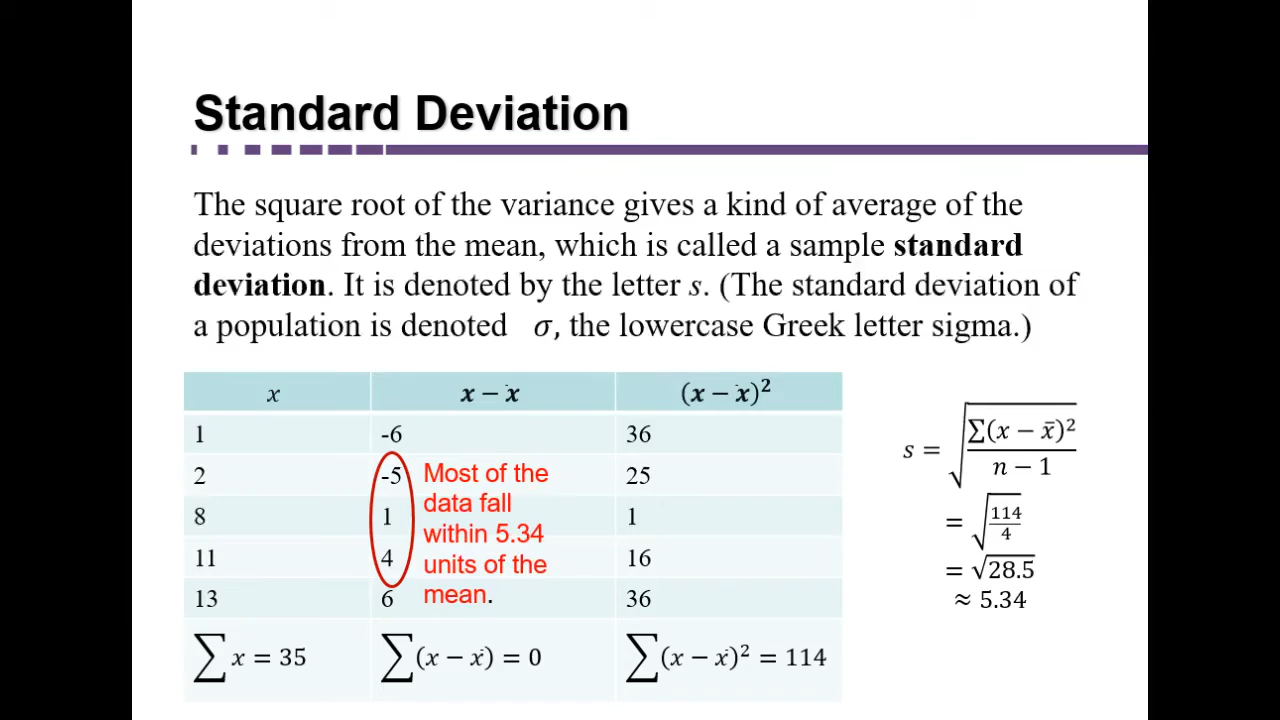 Standard Deviation
The square root of the variance gives a kind of average of the
deviations from the mean, which is called a sample standard
deviation. It is denoted by the letter s. (The standard deviation of
a population is denoted σ, the lowercase Greek letter sigma.)
x x − ẋ (x − ẋ)²
1 -6 36
2 -5 25
8 1 1
11 4 16
13 6 36
∑ x = 35 ∑(x − ẋ) = 0 ∑(x − ẋ)² = 114
Most of the
data fall
within 5.34
units of the
mean.
s = √(∑(x − x̄)² / n − 1)
= √(114/4)
= √28.5
≈ 5.34